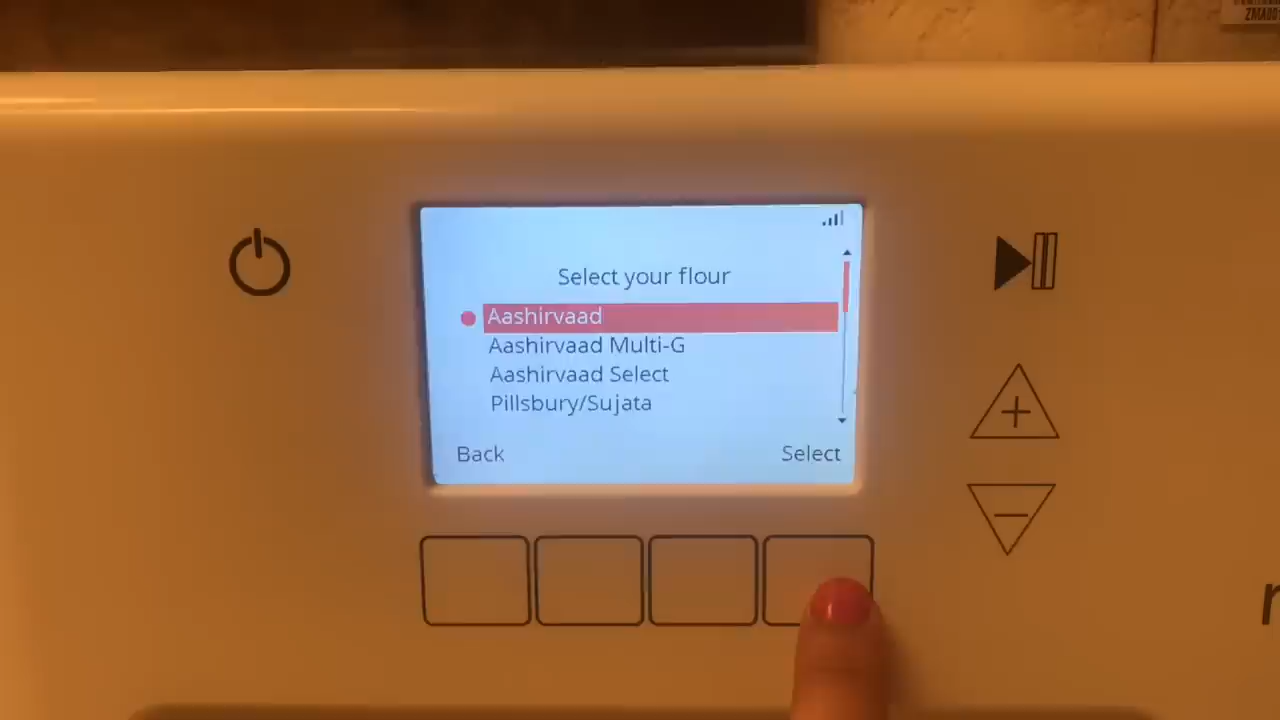 Select your flour
Aashirvaad
Aashirvaad Multi-G
Aashirvaad Select
Pillsbury/Sujata
Back
Select